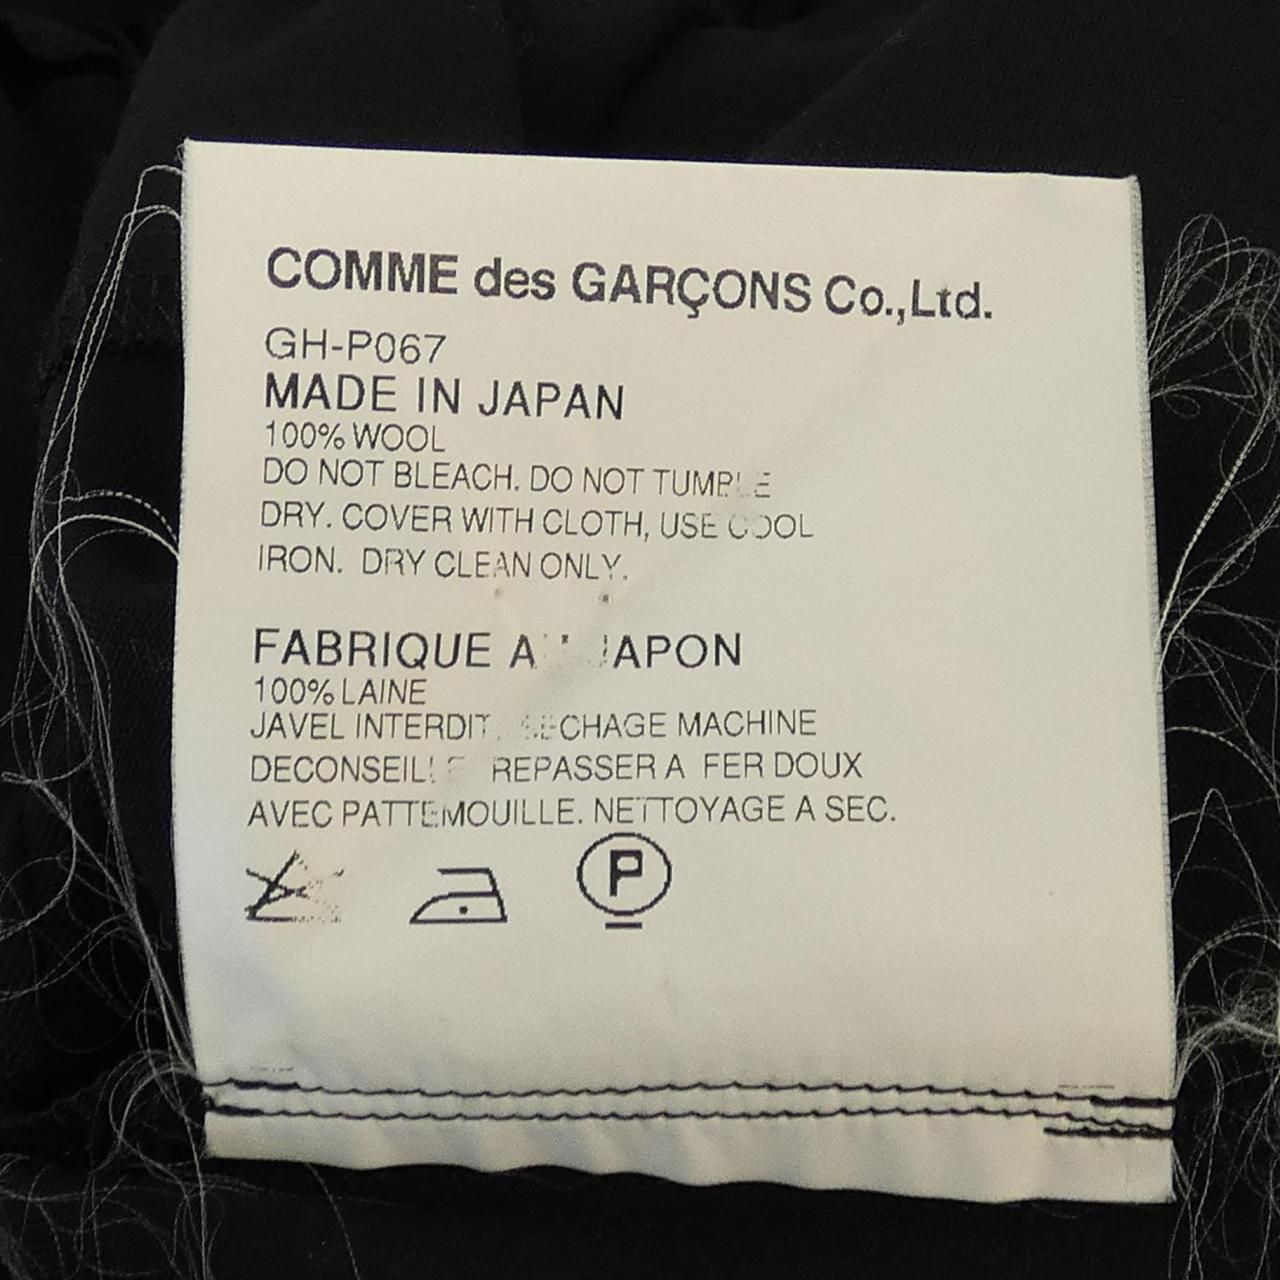 COMME des GARÇONS Co.,Ltd.
GH-P067
MADE IN JAPAN
100% WOOL
DO NOT BLEACH. DO NOT TUMBLE
DRY. COVER WITH CLOTH, USE COOL
IRON. DRY CLEAN ONLY.
FABRIQUE AU JAPON
100% LAINE
JAVEL INTERDIT. SECHAGE MACHINE
DECONSEILLE REPASSER A FER DOUX
AVEC PATTEMOUILLE. NETTOYAGE A SEC.
P